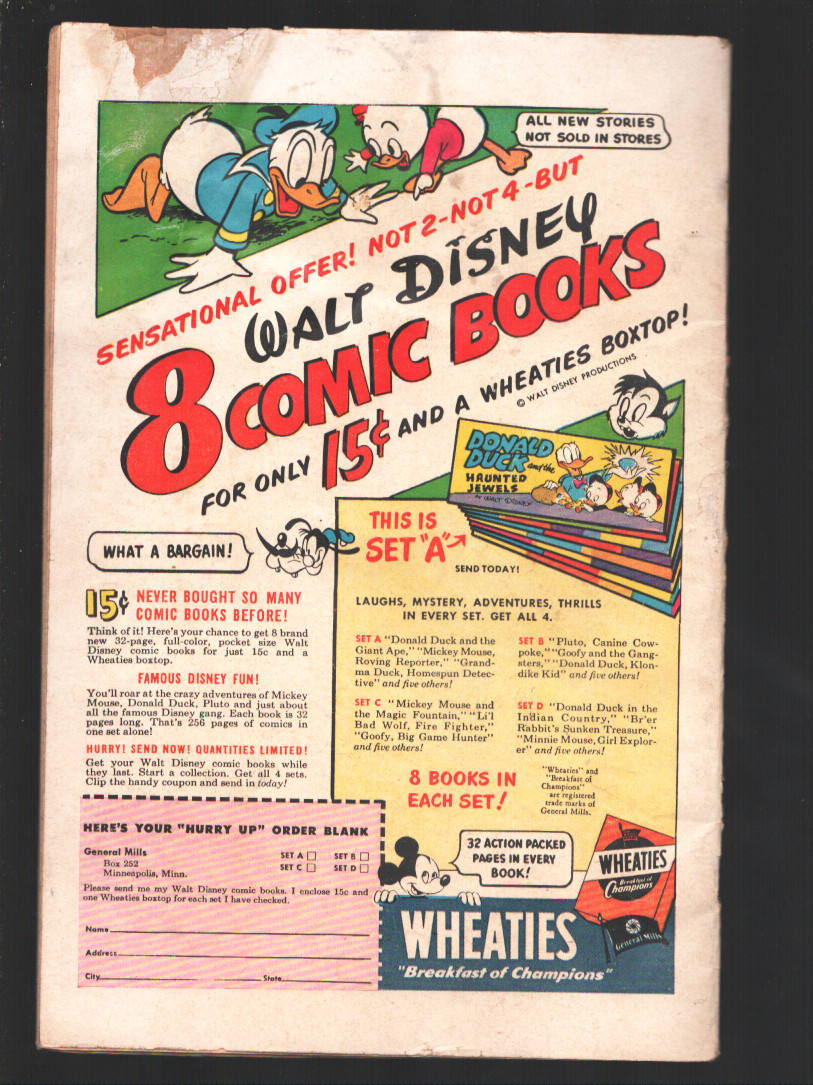 ALL NEW STORIES
NOT SOLD IN STORES
SENSATIONAL OFFER! NOT 2-NOT 4-BUT
WALT DISNEY
8 COMIC BOOKS
FOR ONLY 15¢ AND A WHEATIES BOXTOP!
© WALT DISNEY PRODUCTIONS
DONALD
DUCK and the
HAUNTED
JEWELS
by WALT DISNEY
WHAT A BARGAIN!
THIS IS
SET "A"
SEND TODAY!
15¢ NEVER BOUGHT SO MANY
COMIC BOOKS BEFORE!
Think of it! Here's your chance to get 8 brand
new 32-page, full-color, pocket size Walt
Disney comic books for just 15c and a
Wheaties boxtop.
FAMOUS DISNEY FUN!
You'll roar at the crazy adventures of Mickey
Mouse, Donald Duck, Pluto and just about
all the famous Disney gang. Each book is 32
pages long. That's 256 pages of comics in
one set alone!
HURRY! SEND NOW! QUANTITIES LIMITED!
Get your Walt Disney comic books while
they last. Start a collection. Get all 4 sets.
Clip the handy coupon and send in today!
LAUGHS, MYSTERY, ADVENTURES, THRILLS
IN EVERY SET. GET ALL 4.
SET A "Donald Duck and the
Giant Ape," "Mickey Mouse,
Roving Reporter," "Grand-
ma Duck, Homespun Detec-
tive" and five others!
SET B "Pluto, Canine Cow-
poke," "Goofy and the Gang-
sters," "Donald Duck, Klon-
dike Kid" and five others!
SET C "Mickey Mouse and
the Magic Fountain," "Li'l
Bad Wolf, Fire Fighter,"
"Goofy, Big Game Hunter"
and five others!
SET D "Donald Duck in the
Indian Country," "Br'er
Rabbit's Sunken Treasure,"
"Minnie Mouse, Girl Explor-
er" and five others!
8 BOOKS IN
EACH SET!
"Wheaties" and
"Breakfast of
Champions"
are registered
trade marks of
General Mills.
HERE'S YOUR "HURRY UP" ORDER BLANK
General Mills
Box 252
Minneapolis, Minn.
SET A SET B
SET C SET D
Please send me my Walt Disney comic books. I enclose 15c and
one Wheaties boxtop for each set I have checked.
Name
Address
City State
32 ACTION PACKED
PAGES IN EVERY
BOOK!
WHEATIES
Breakfast of
Champions
General Mills
WHEATIES
"Breakfast of Champions"